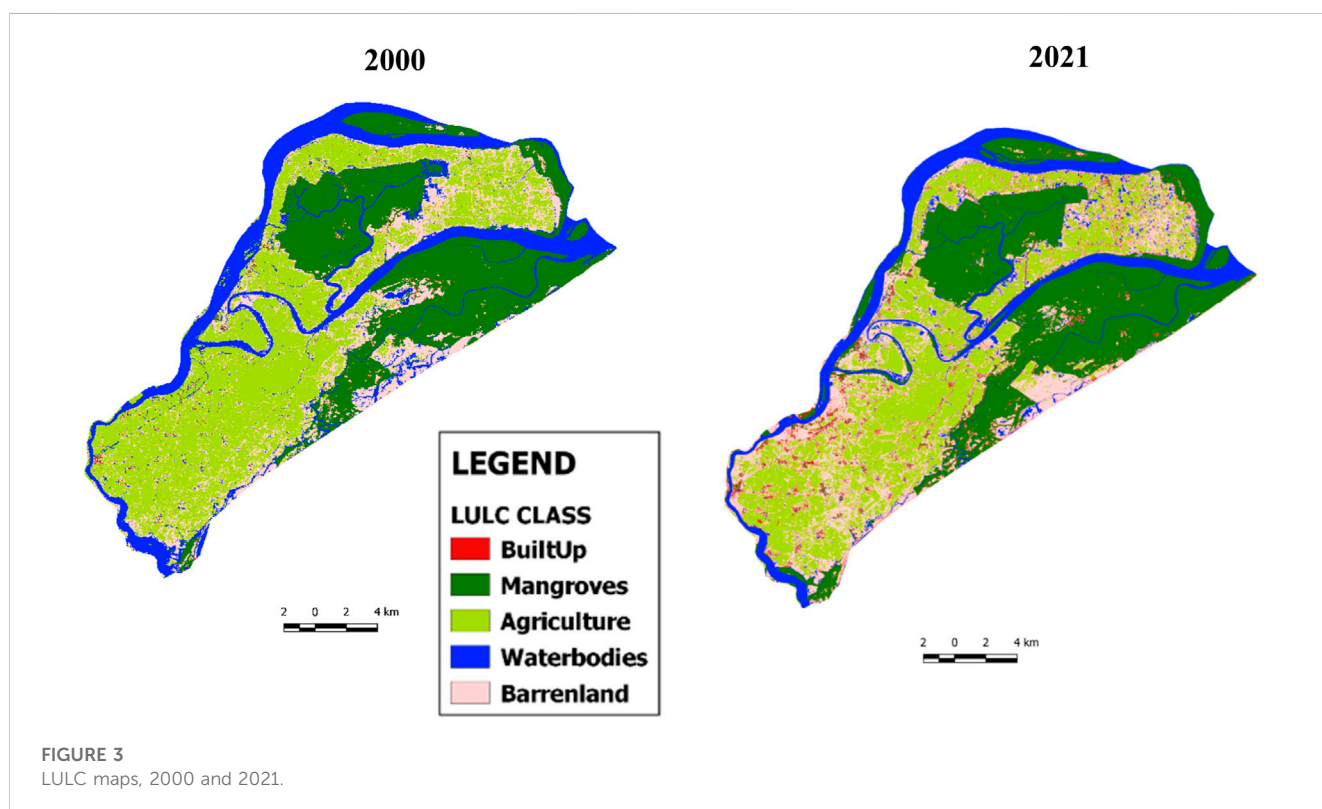 2000
2021
LEGEND
LULC CLASS
BuiltUp
Mangroves
Agriculture
Waterbodies
Barrenland
2 0 2 4 km
2 0 2 4 km
FIGURE 3
LULC maps, 2000 and 2021.